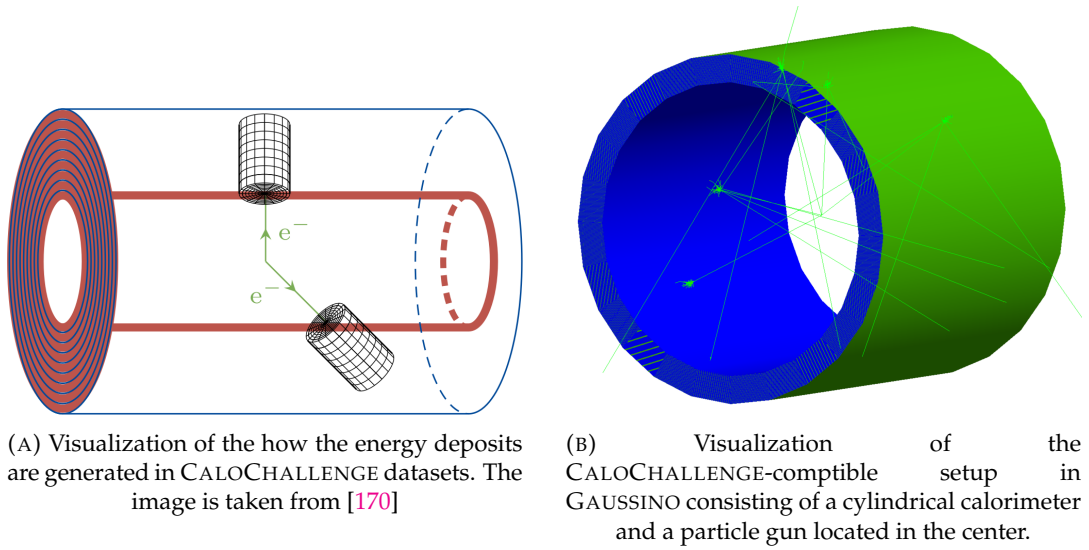 e−
e−
(A) Visualization of the how the energy deposits
are generated in CALOCHALLENGE datasets. The
image is taken from [170]
(B) Visualization of the
CALOCHALLENGE-comptible setup in
GAUSSINO consisting of a cylindrical calorimeter
and a particle gun located in the center.